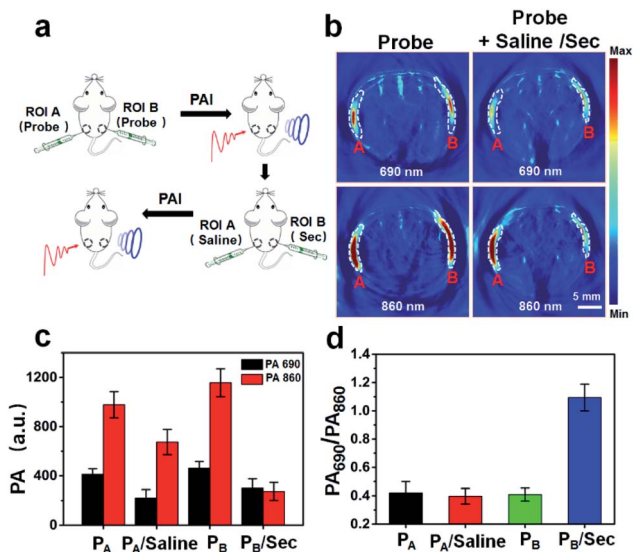 a
ROI A
(Probe)
ROI B
(Probe)
PAI
PAI
ROI A
( Saline)
ROI B
( Sec)
b
Probe
Probe
+ Saline /Sec
A
B
690 nm
A
B
690 nm
A
B
860 nm
A
B
5 mm
860 nm
Max
Min
c
PA (a.u.)
1200
800
400
0
PA 690
PA 860
PA
PA/Saline
PB
PB/Sec
d
PA690/PA860
1.4
1.2
1.0
0.8
0.6
0.4
0.2
PA
PA/Saline
PB
PB/Sec